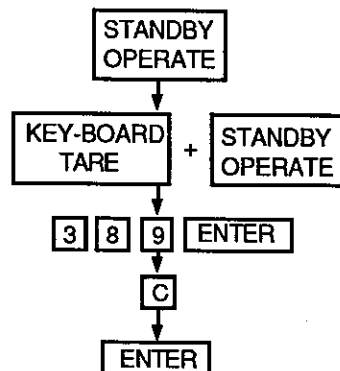 STANDBY
OPERATE
KEY-BOARD
TARE
+
STANDBY
OPERATE
3 8 9 ENTER
C
ENTER